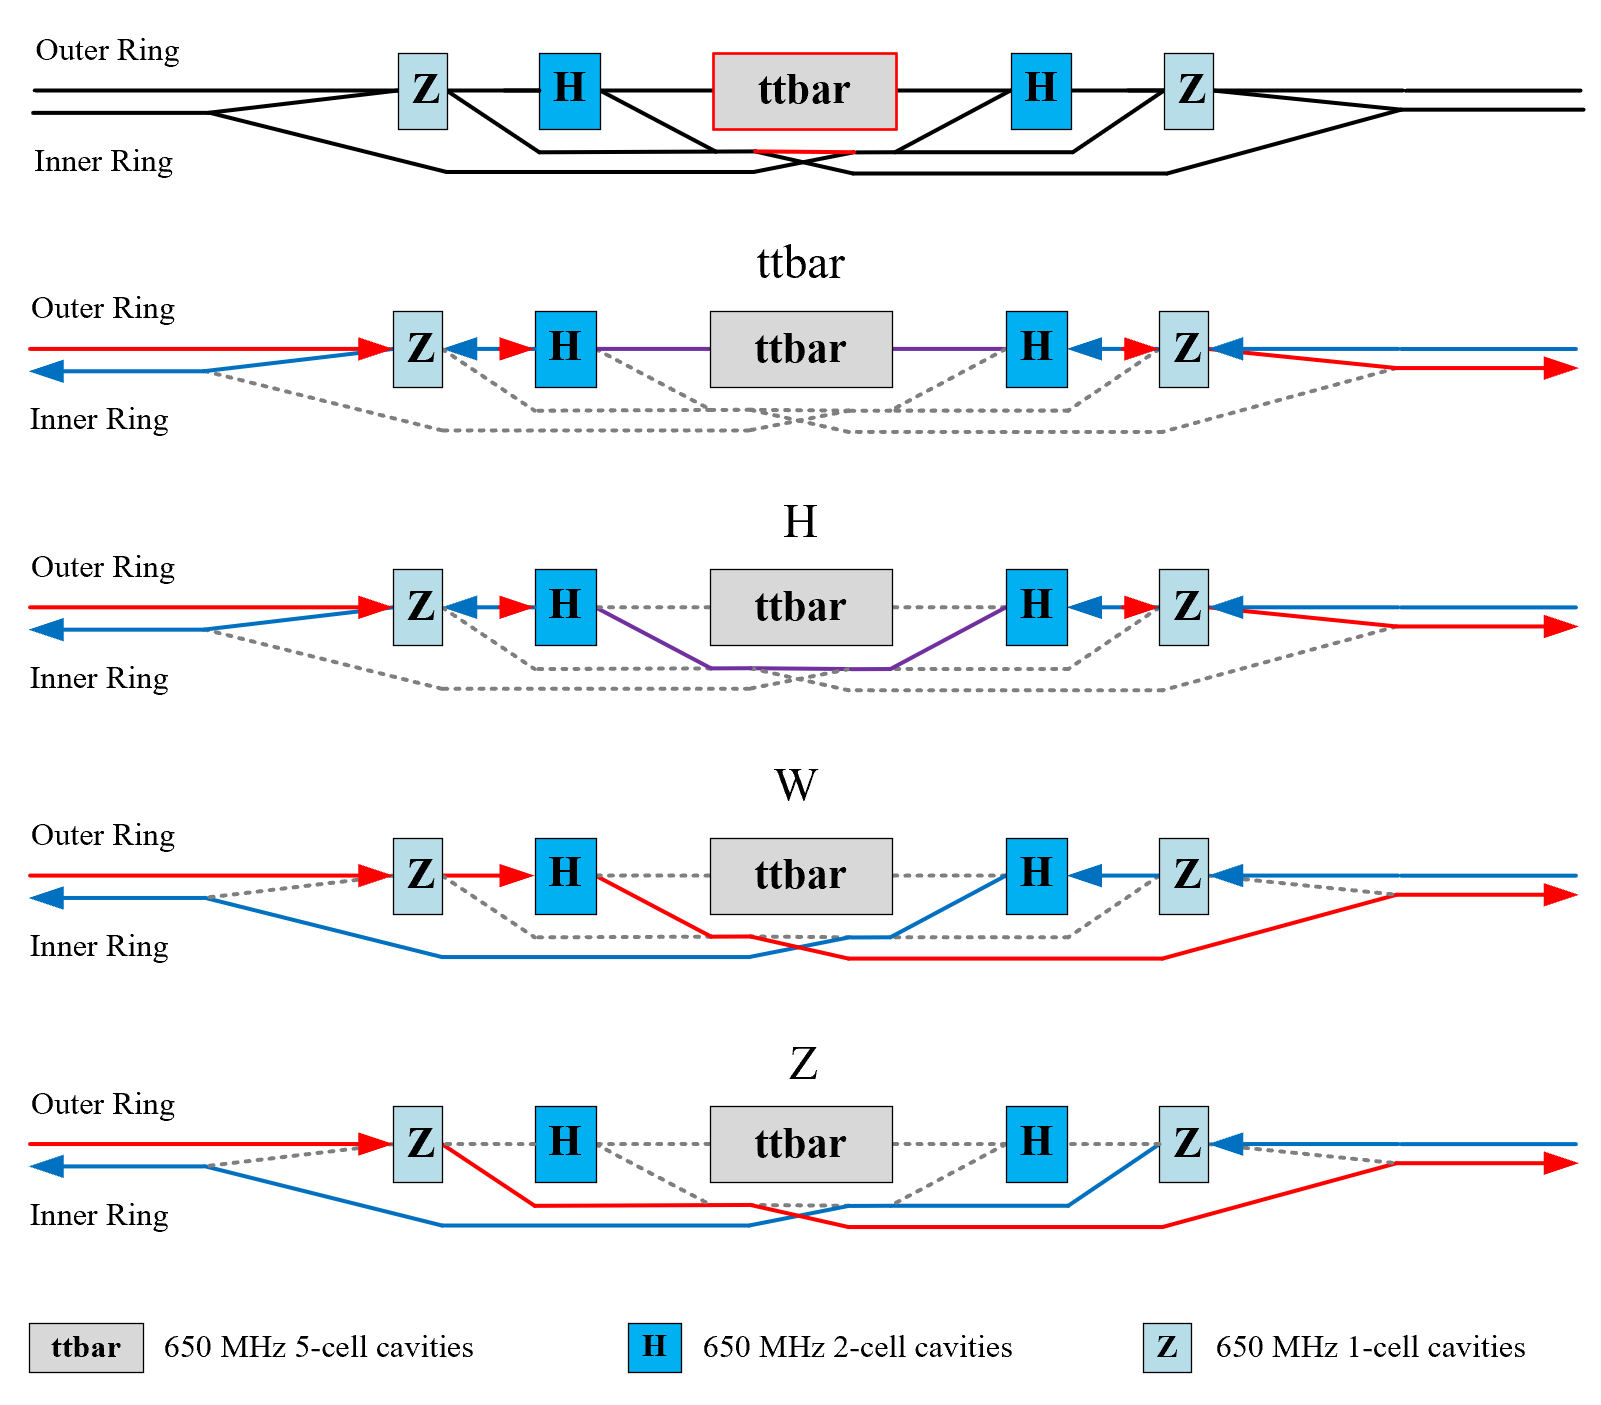 Outer Ring
Z H ttbar H Z
Inner Ring
ttbar
Outer Ring
Z H ttbar H Z
Inner Ring
H
Outer Ring
Z H ttbar H Z
Inner Ring
W
Outer Ring
Z H ttbar H Z
Inner Ring
Z
Outer Ring
Z H ttbar H Z
Inner Ring
ttbar 650 MHz 5-cell cavities H 650 MHz 2-cell cavities Z 650 MHz 1-cell cavities